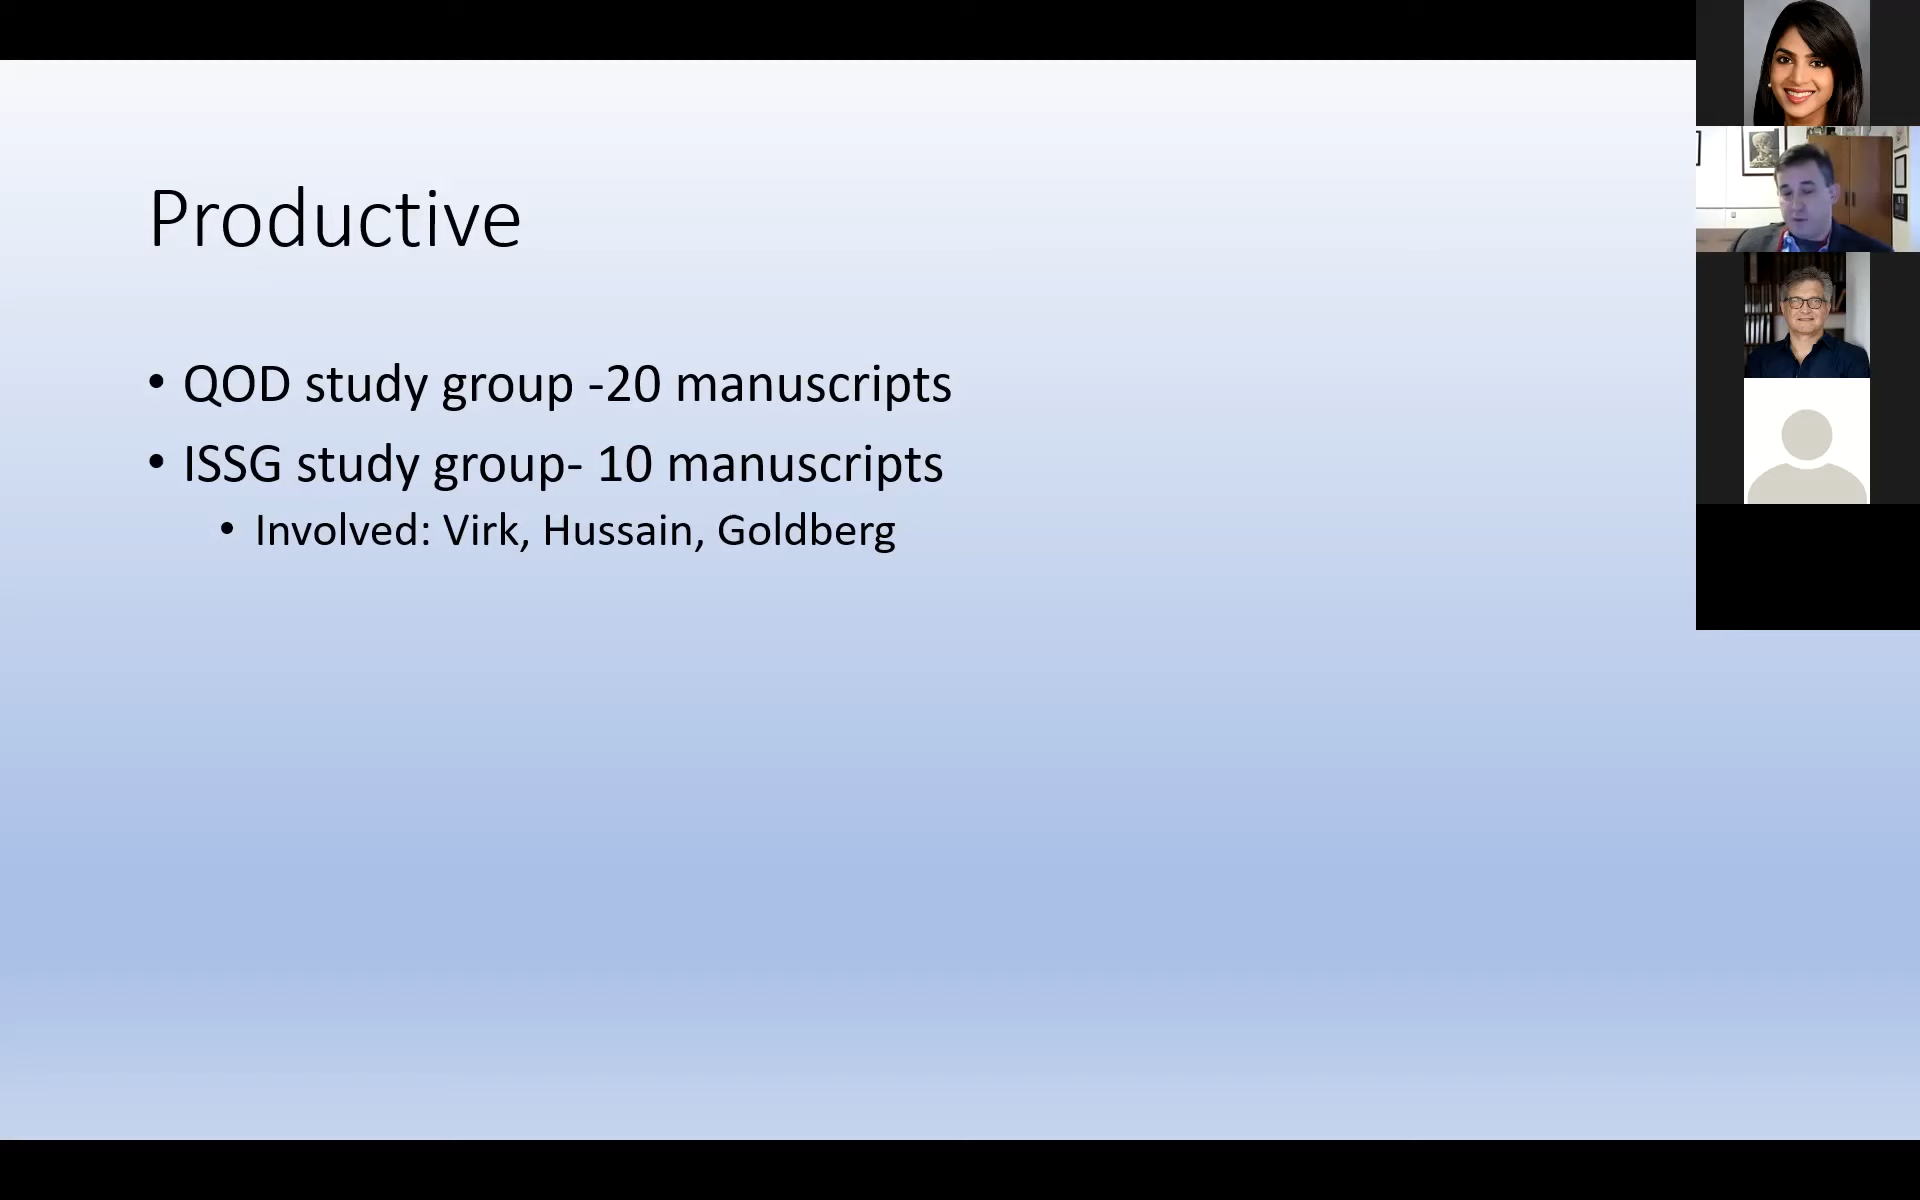 Productive
• QOD study group -20 manuscripts
• ISSG study group- 10 manuscripts
• Involved: Virk, Hussain, Goldberg